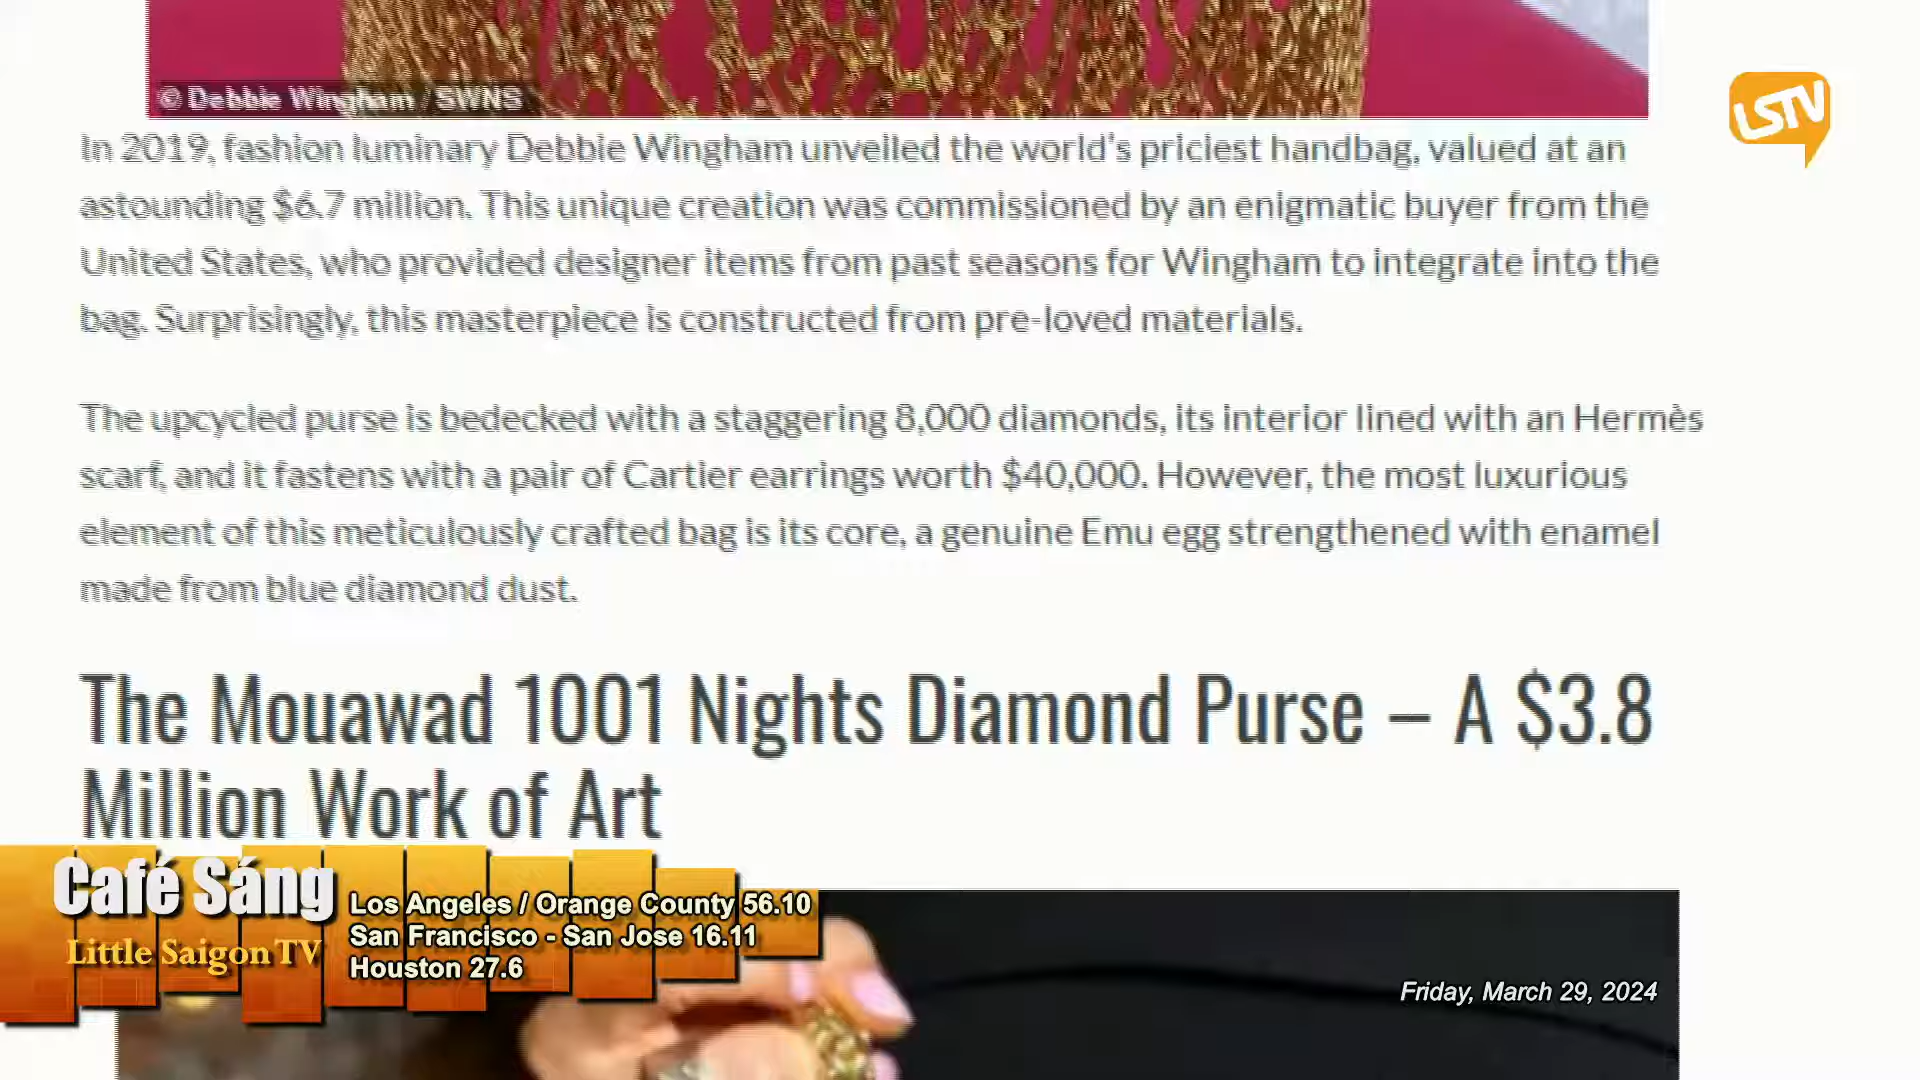 © Debbie Wingham / SWNS
LSTV
In 2019, fashion luminary Debbie Wingham unveiled the world's priciest handbag, valued at an
astounding $6.7 million. This unique creation was commissioned by an enigmatic buyer from the
United States, who provided designer items from past seasons for Wingham to integrate into the
bag. Surprisingly, this masterpiece is constructed from pre-loved materials.
The upcycled purse is bedecked with a staggering 8,000 diamonds, its interior lined with an Hermès
scarf, and it fastens with a pair of Cartier earrings worth $40,000. However, the most luxurious
element of this meticulously crafted bag is its core, a genuine Emu egg strengthened with enamel
made from blue diamond dust.
The Mouawad 1001 Nights Diamond Purse – A $3.8
Million Work of Art
Café Sáng
Little Saigon TV
Los Angeles / Orange County 56.10
San Francisco - San Jose 16.11
Houston 27.6
Friday, March 29, 2024